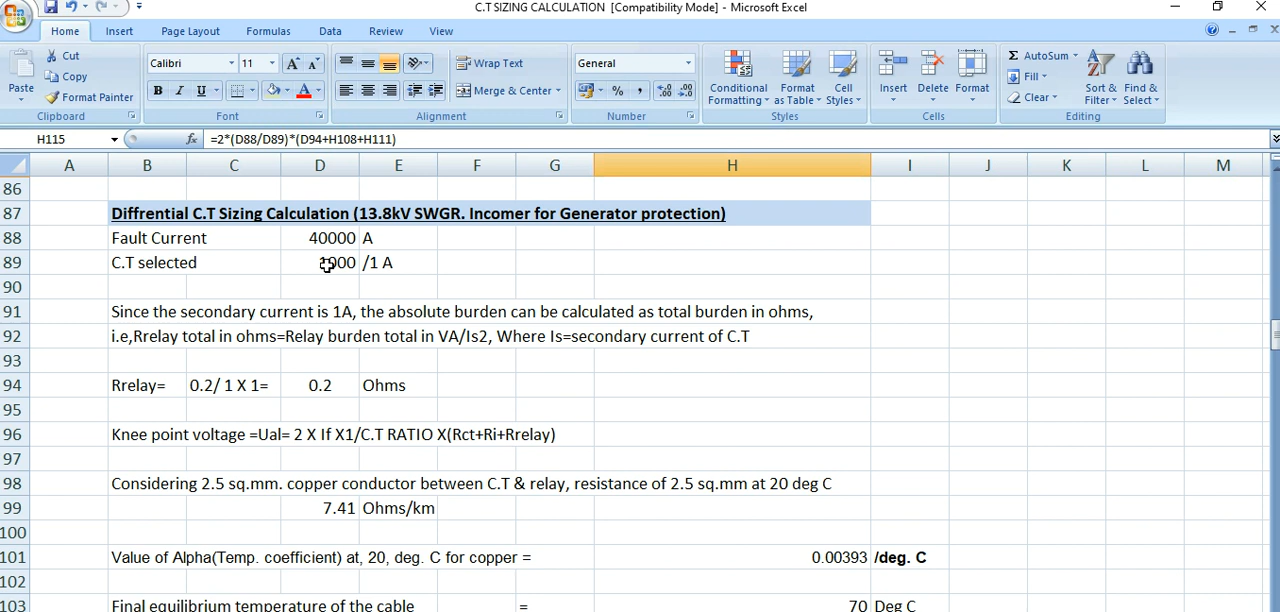 C.T SIZING CALCULATION [Compatibility Mode] - Microsoft Excel
Home Insert Page Layout Formulas Data Review View
Paste
Cut
Copy
Format Painter
Clipboard
Calibri 11
B I U
Font
Wrap Text
Merge & Center
Alignment
General
% ,
Number
Conditional Formatting
Format as Table
Cell Styles
Styles
Insert Delete Format
Cells
Σ AutoSum
Fill
Clear
Sort & Filter
Find & Select
Editing
H115 fx =2*(D88/D89)*(D94+H108+H111)
A B C D E F G H I J K L M
86
87 Diffrential C.T Sizing Calculation (13.8kV SWGR. Incomer for Generator protection)
88 Fault Current 40000 A
89 C.T selected 1000 /1 A
90
91 Since the secondary current is 1A, the absolute burden can be calculated as total burden in ohms,
92 i.e,Rrelay total in ohms=Relay burden total in VA/Is2, Where Is=secondary current of C.T
93
94 Rrelay= 0.2/ 1 X 1= 0.2 Ohms
95
96 Knee point voltage =Ual= 2 X If X1/C.T RATIO X(Rct+Ri+Rrelay)
97
98 Considering 2.5 sq.mm. copper conductor between C.T & relay, resistance of 2.5 sq.mm at 20 deg C
99 7.41 Ohms/km
100
101 Value of Alpha(Temp. coefficient) at, 20, deg. C for copper = 0.00393 /deg. C
102
103 Final equilibrium temperature of the cable = 70 Deg C